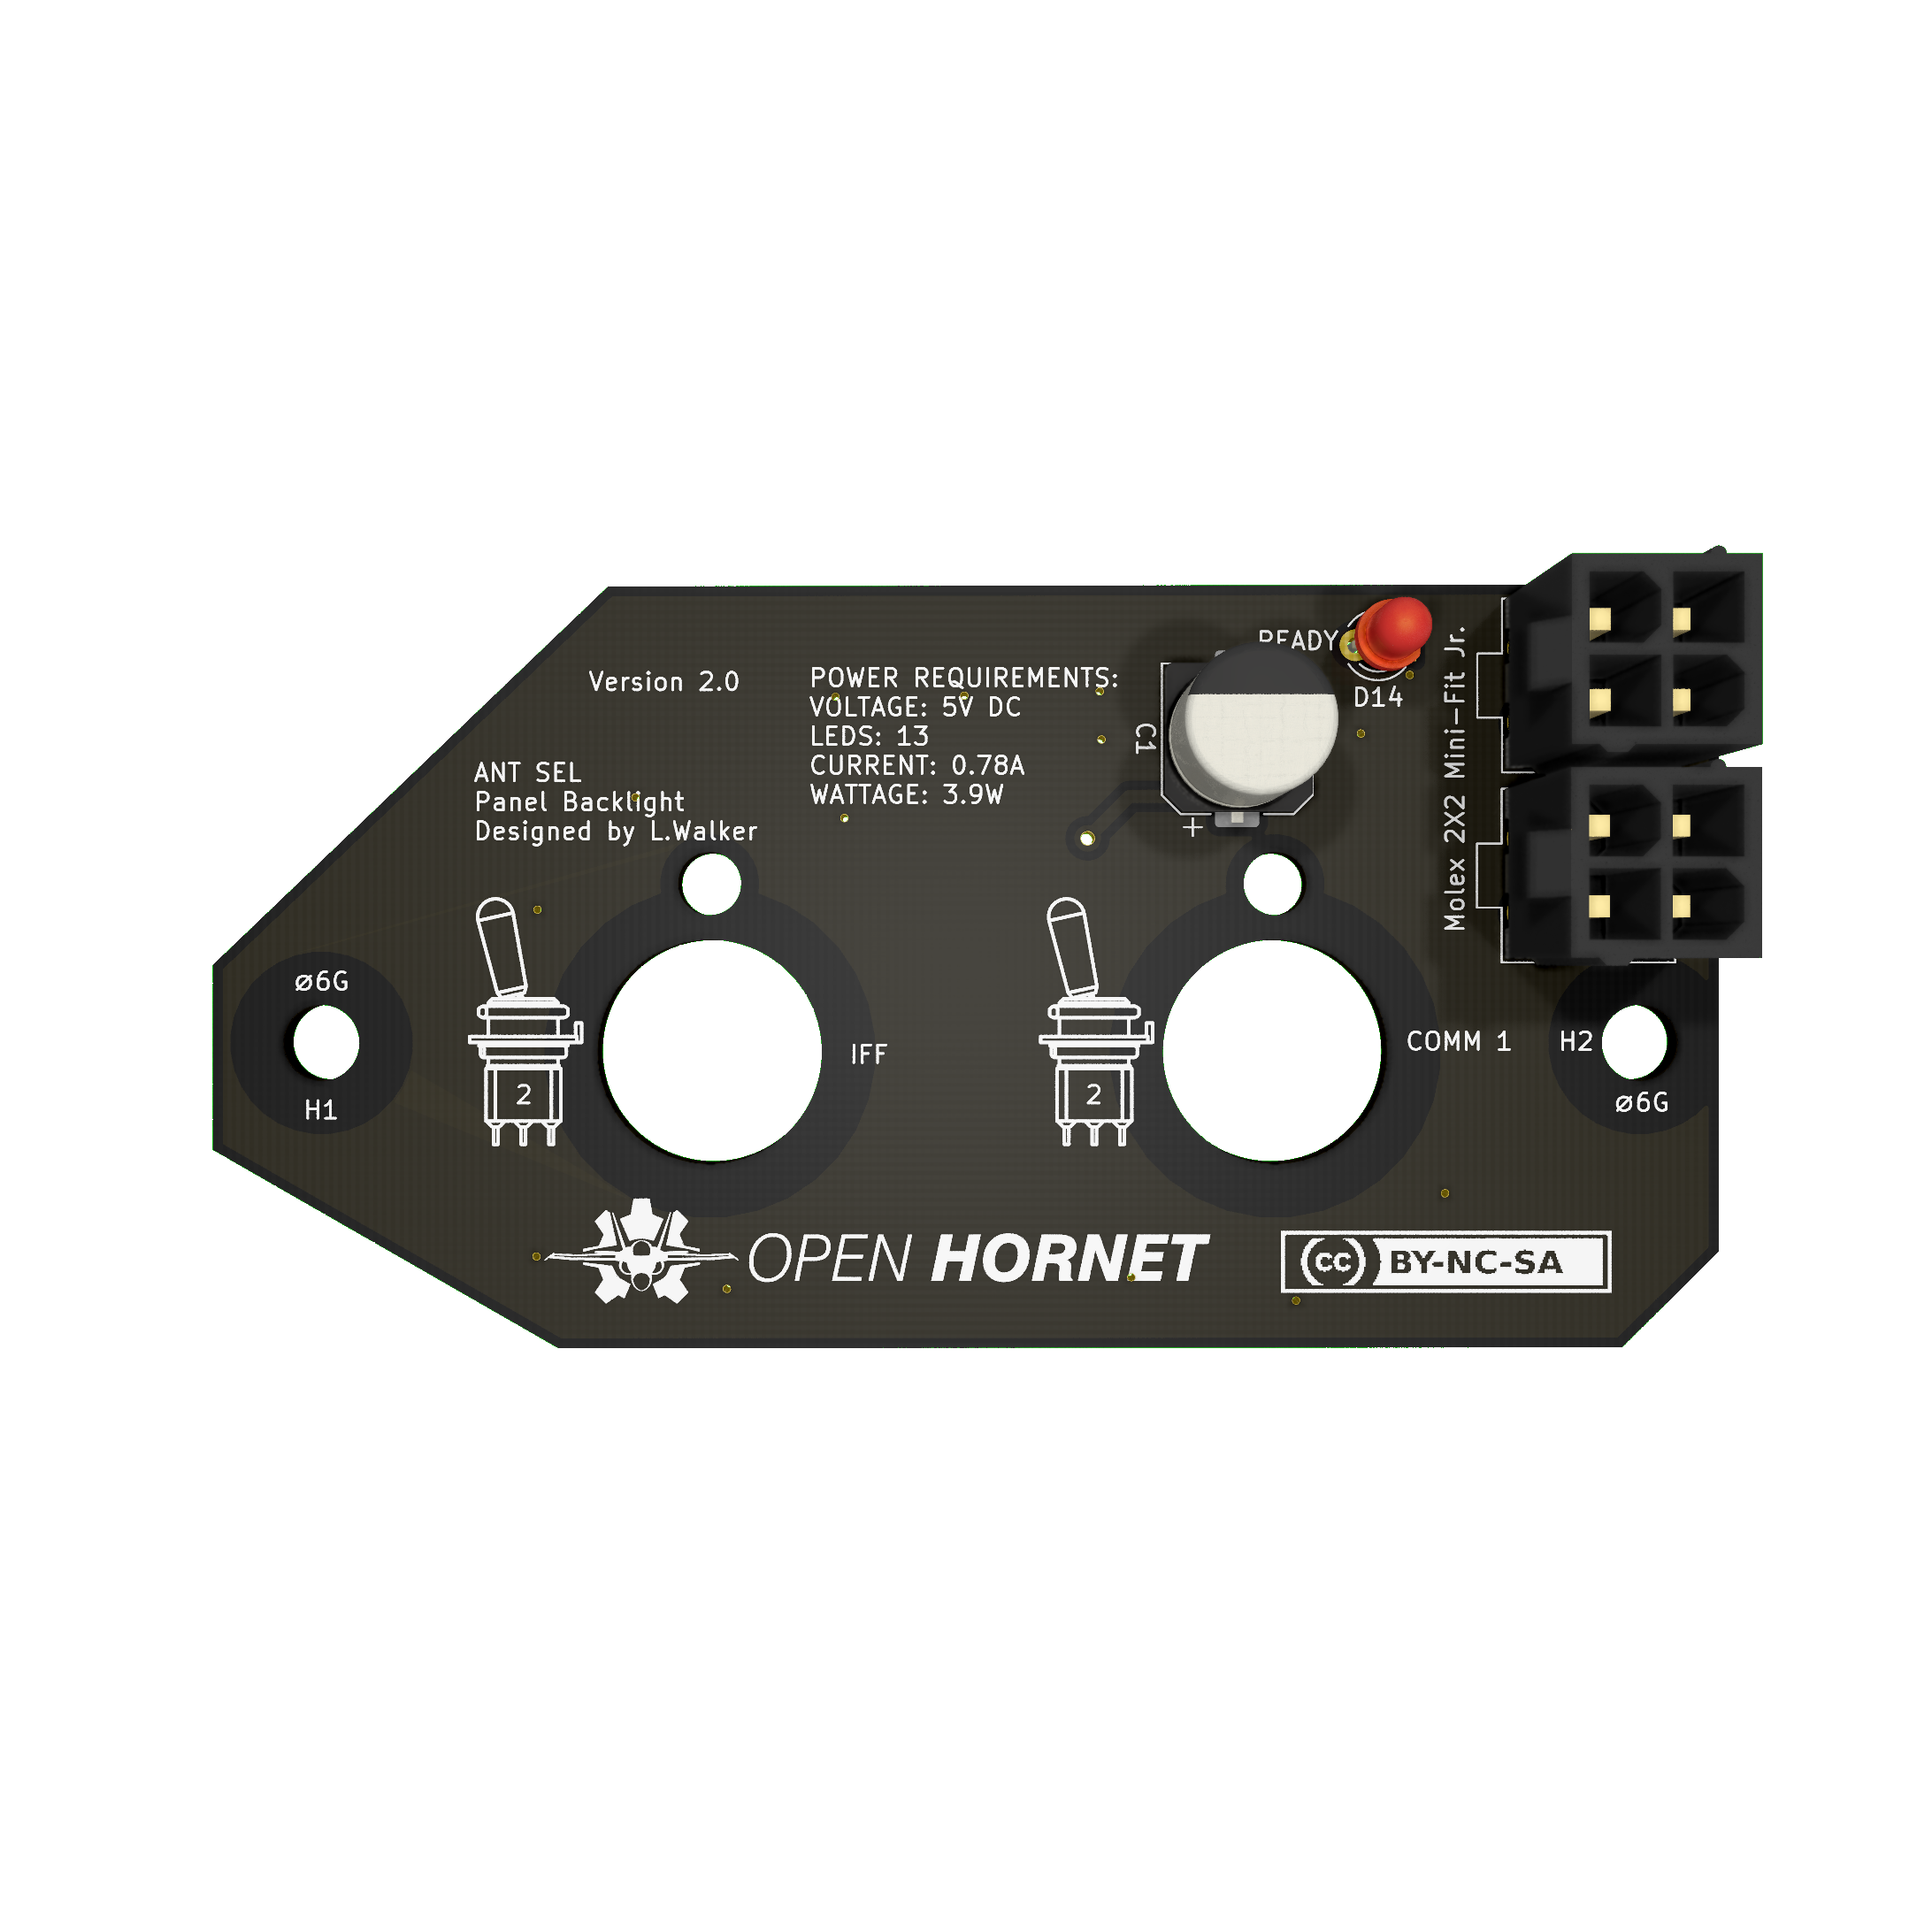 READY
Version 2.0
POWER REQUIREMENTS:
VOLTAGE: 5V DC
LEDS: 13
CURRENT: 0.78A
WATTAGE: 3.9W
D14
C1
+
Molex 2X2 Mini-Fit Jr.
ANT SEL
Panel Backlight
Designed by L.Walker
ø6G
H1
2
IFF
2
COMM 1
H2
ø6G
OPEN HORNET
cc BY-NC-SA